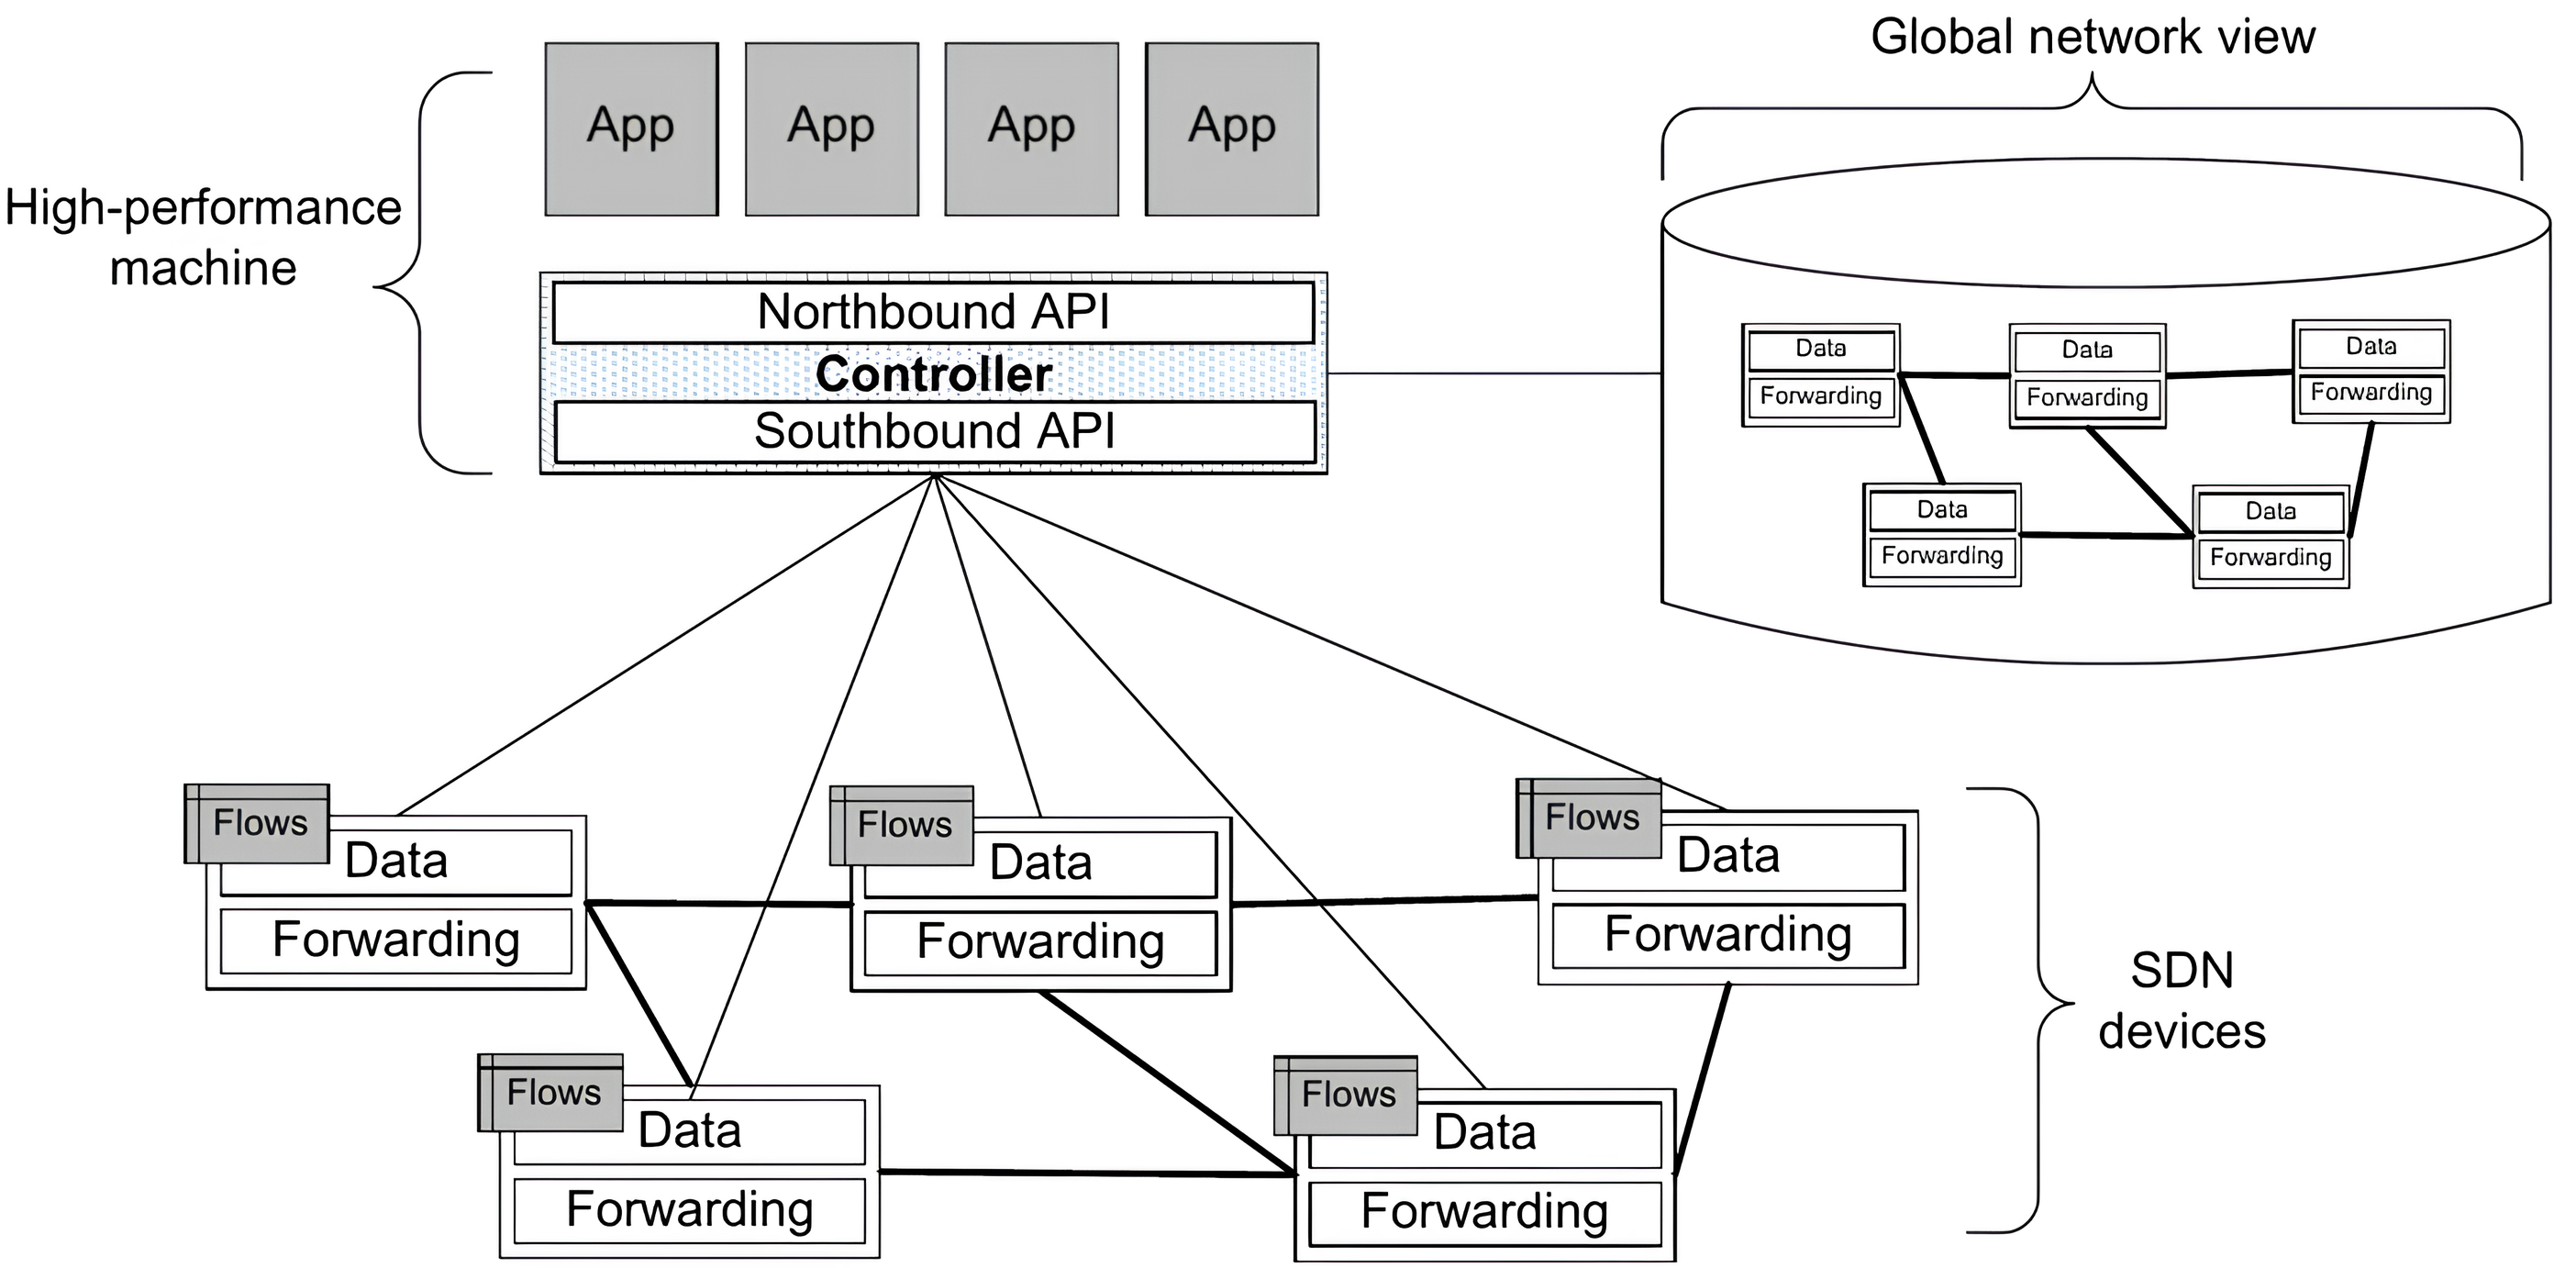 Global network view
App
App
App
App
High-performance
machine
Northbound API
Controller
Southbound API
Data
Forwarding
Data
Forwarding
Data
Forwarding
Data
Forwarding
Data
Forwarding
Flows
Data
Forwarding
Flows
Data
Forwarding
Flows
Data
Forwarding
Flows
Data
Forwarding
Flows
Data
Forwarding
SDN
devices